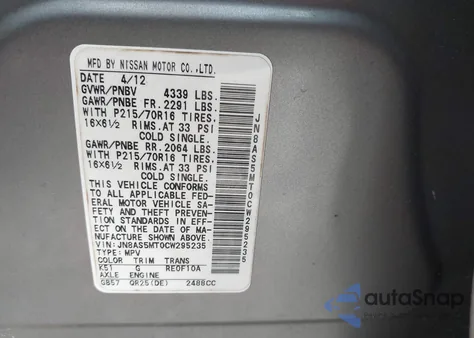 MFD BY NISSAN MOTOR CO.,LTD.
DATE 4/12
GVWR/PNBV 4339 LBS.
GAWR/PNBE FR. 2291 LBS.
WITH P215/70R16 TIRES.
16X6½ RIMS. AT 33 PSI
COLD SINGLE.
GAWR/PNBE RR. 2064 LBS.
WITH P215/70R16 TIRES.
16X6½ RIMS. AT 33 PSI
COLD SINGLE.
THIS VEHICLE CONFORMS
TO ALL APPLICABLE FED-
ERAL MOTOR VEHICLE SA-
FETY AND THEFT PREVEN-
TION STANDARDS IN EFF-
ECT ON THE DATE OF MA-
NUFACTURE SHOWN ABOVE.
VIN: JN8AS5MT0CW295235
TYPE: MPV
COLOR TRIM TRANS
K51 G RE0F10A
AXLE ENGINE
GB57 QR25(DE) 2488CC
JN8AS5MT0CW295235
autoSnap